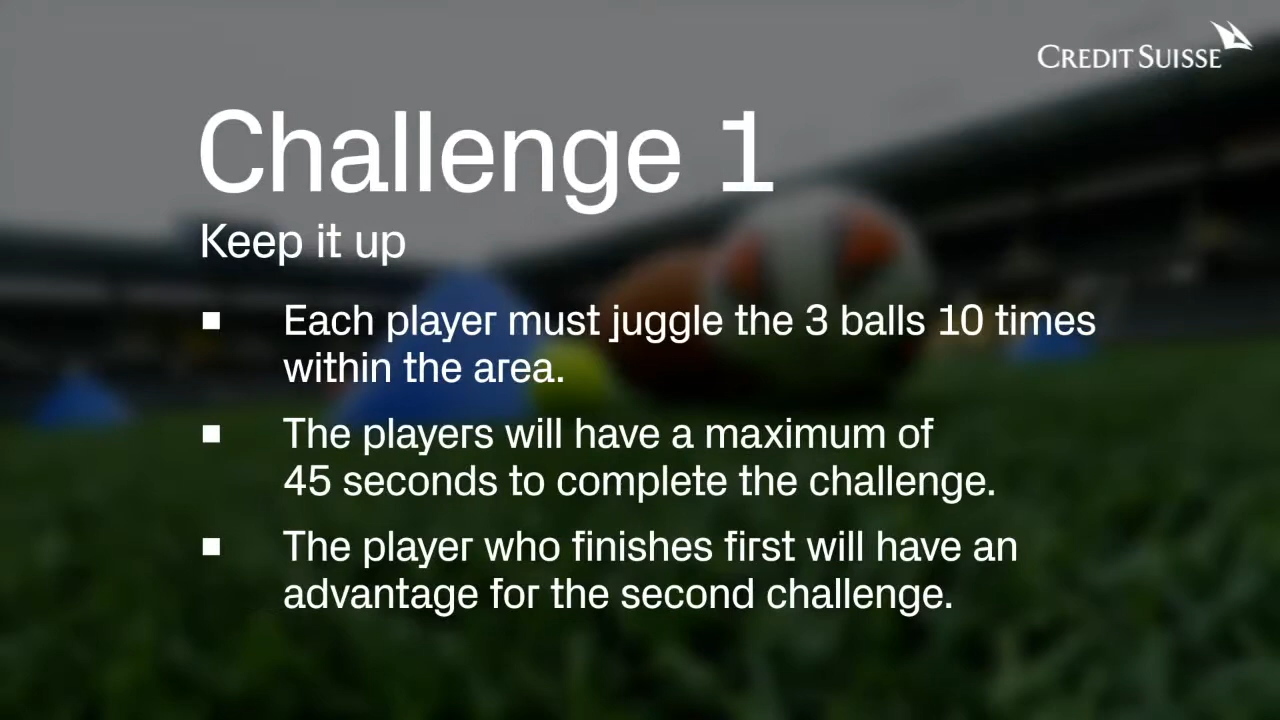 CREDIT SUISSE
Challenge 1
Keep it up
▪ Each player must juggle the 3 balls 10 times
within the area.
▪ The players will have a maximum of
45 seconds to complete the challenge.
▪ The player who finishes first will have an
advantage for the second challenge.